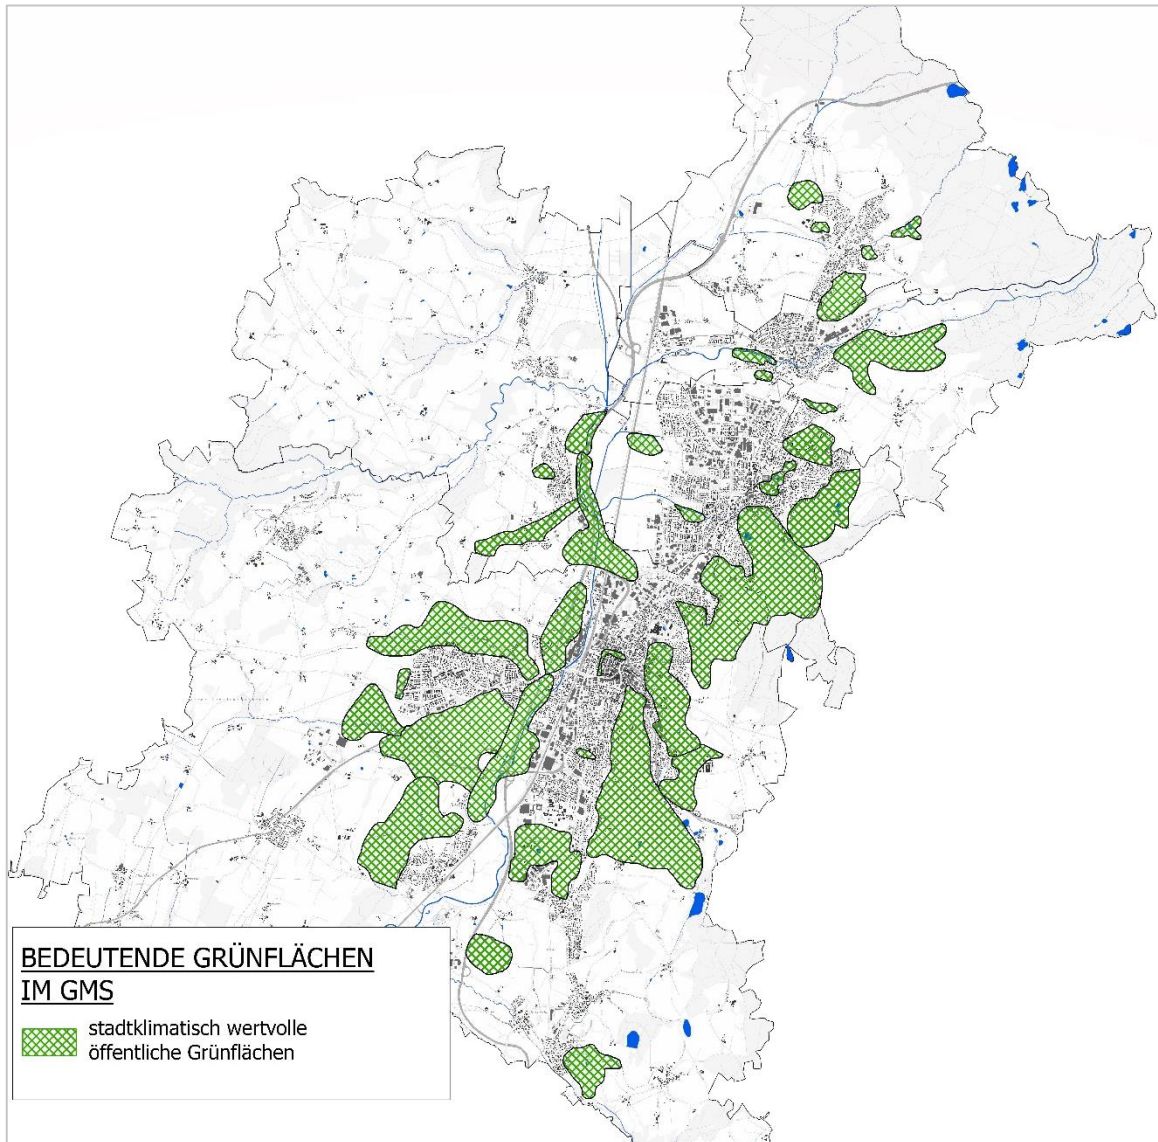 BEDEUTENDE GRÜNFLÄCHEN
IM GMS
stadtklimatisch wertvolle
öffentliche Grünflächen